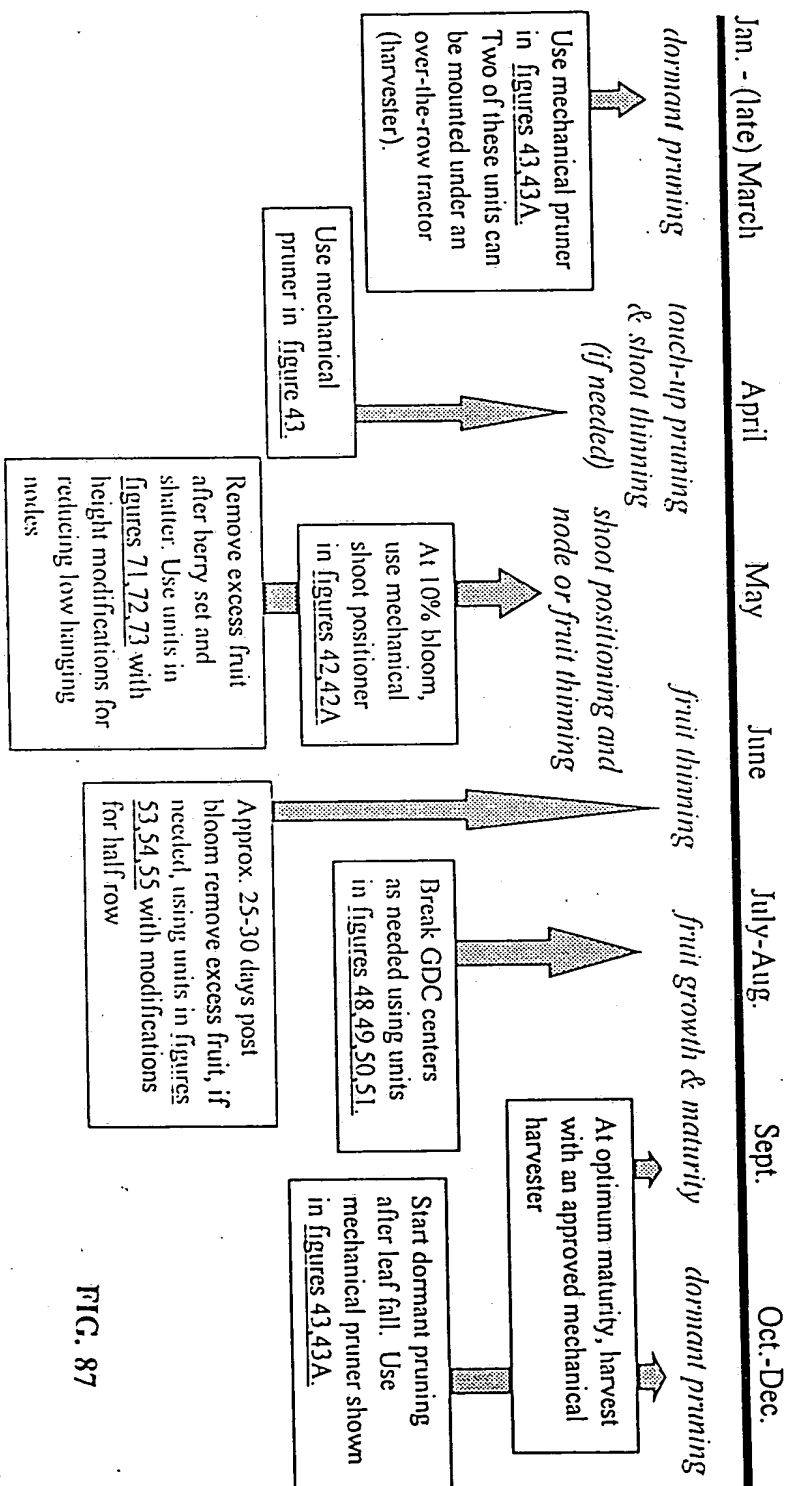 Jan. - (late) March
April
May
June
July-Aug.
Sept.
Oct.-Dec.
dormant pruning
touch-up pruning
& shoot thinning
(if needed)
shoot positioning and
node or fruit thinning
fruit thinning
fruit growth & maturity
dormant pruning
Use mechanical pruner
in figures 43,43A.
Two of these units can
be mounted under an
over-the-row tractor
(harvester).
Use mechanical
pruner in figure 43.
At 10% bloom,
use mechanical
shoot positioner
in figures 42,42A
Remove excess fruit
after berry set and
shatter. Use units in
figures 71,72,73 with
height modifications for
reducing low hanging
nodes
Approx. 25-30 days post
bloom remove excess fruit, if
needed, using units in figures
53,54,55 with modifications
for half row
Break GDC centers
as needed using units
in figures 48,49,50,51.
At optimum maturity, harvest
with an approved mechanical
harvester
Start dormant pruning
after leaf fall. Use
mechanical pruner shown
in figures 43,43A.
FIG. 87